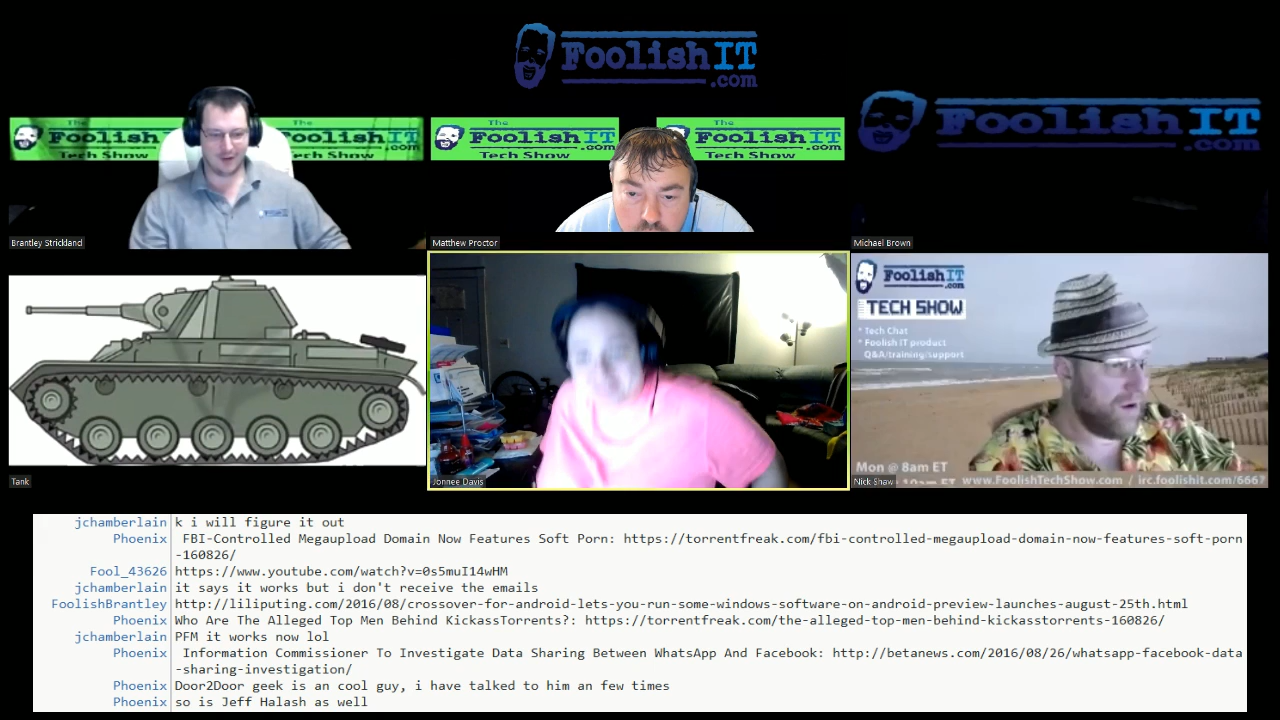 FoolishIT
.com
The
Foolish
Tech Show
FoolishIT
Brantley Strickland
The
FoolishIT
Tech Show
The
FoolishIT
Tech Show
Matthew Proctor
FoolishIT
.com
Michael Brown
Tank
Jonnee Davis
FoolishIT
.com
TECH SHOW
* Tech Chat
* Foolish IT product
Q&A/training/support
Mon @ 8am ET
www.FoolishTechShow.com / irc.foolishit.com/6667
Nick Shaw
jchamberlain k i will figure it out
Phoenix FBI-Controlled Megaupload Domain Now Features Soft Porn: https://torrentfreak.com/fbi-controlled-megaupload-domain-now-features-soft-porn
-160826/
Fool_43626 https://www.youtube.com/watch?v=0s5muI14wHM
jchamberlain it says it works but i don't receive the emails
FoolishBrantley http://liliputing.com/2016/08/crossover-for-android-lets-you-run-some-windows-software-on-android-preview-launches-august-25th.html
Phoenix Who Are The Alleged Top Men Behind KickassTorrents?: https://torrentfreak.com/the-alleged-top-men-behind-kickasstorrents-160826/
jchamberlain PFM it works now lol
Phoenix Information Commissioner To Investigate Data Sharing Between WhatsApp And Facebook: http://betanews.com/2016/08/26/whatsapp-facebook-data
-sharing-investigation/
Phoenix Door2Door geek is an cool guy, i have talked to him an few times
Phoenix so is Jeff Halash as well